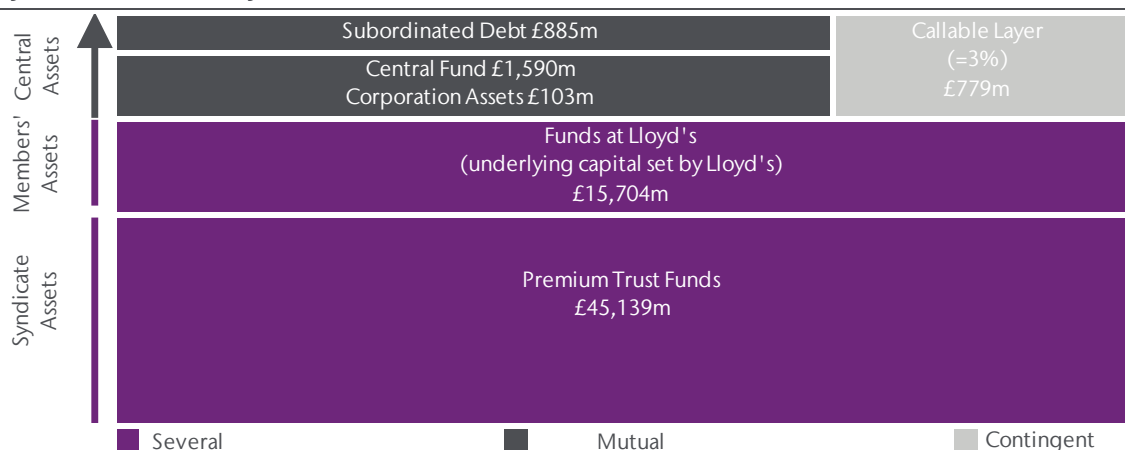 Central
Assets
Subordinated Debt £885m
Central Fund £1,590m
Corporation Assets £103m
Callable Layer
(=3%)
£779m
Members'
Assets
Funds at Lloyd's
(underlying capital set by Lloyd's)
£15,704m
Syndicate
Assets
Premium Trust Funds
£45,139m
Several
Mutual
Contingent